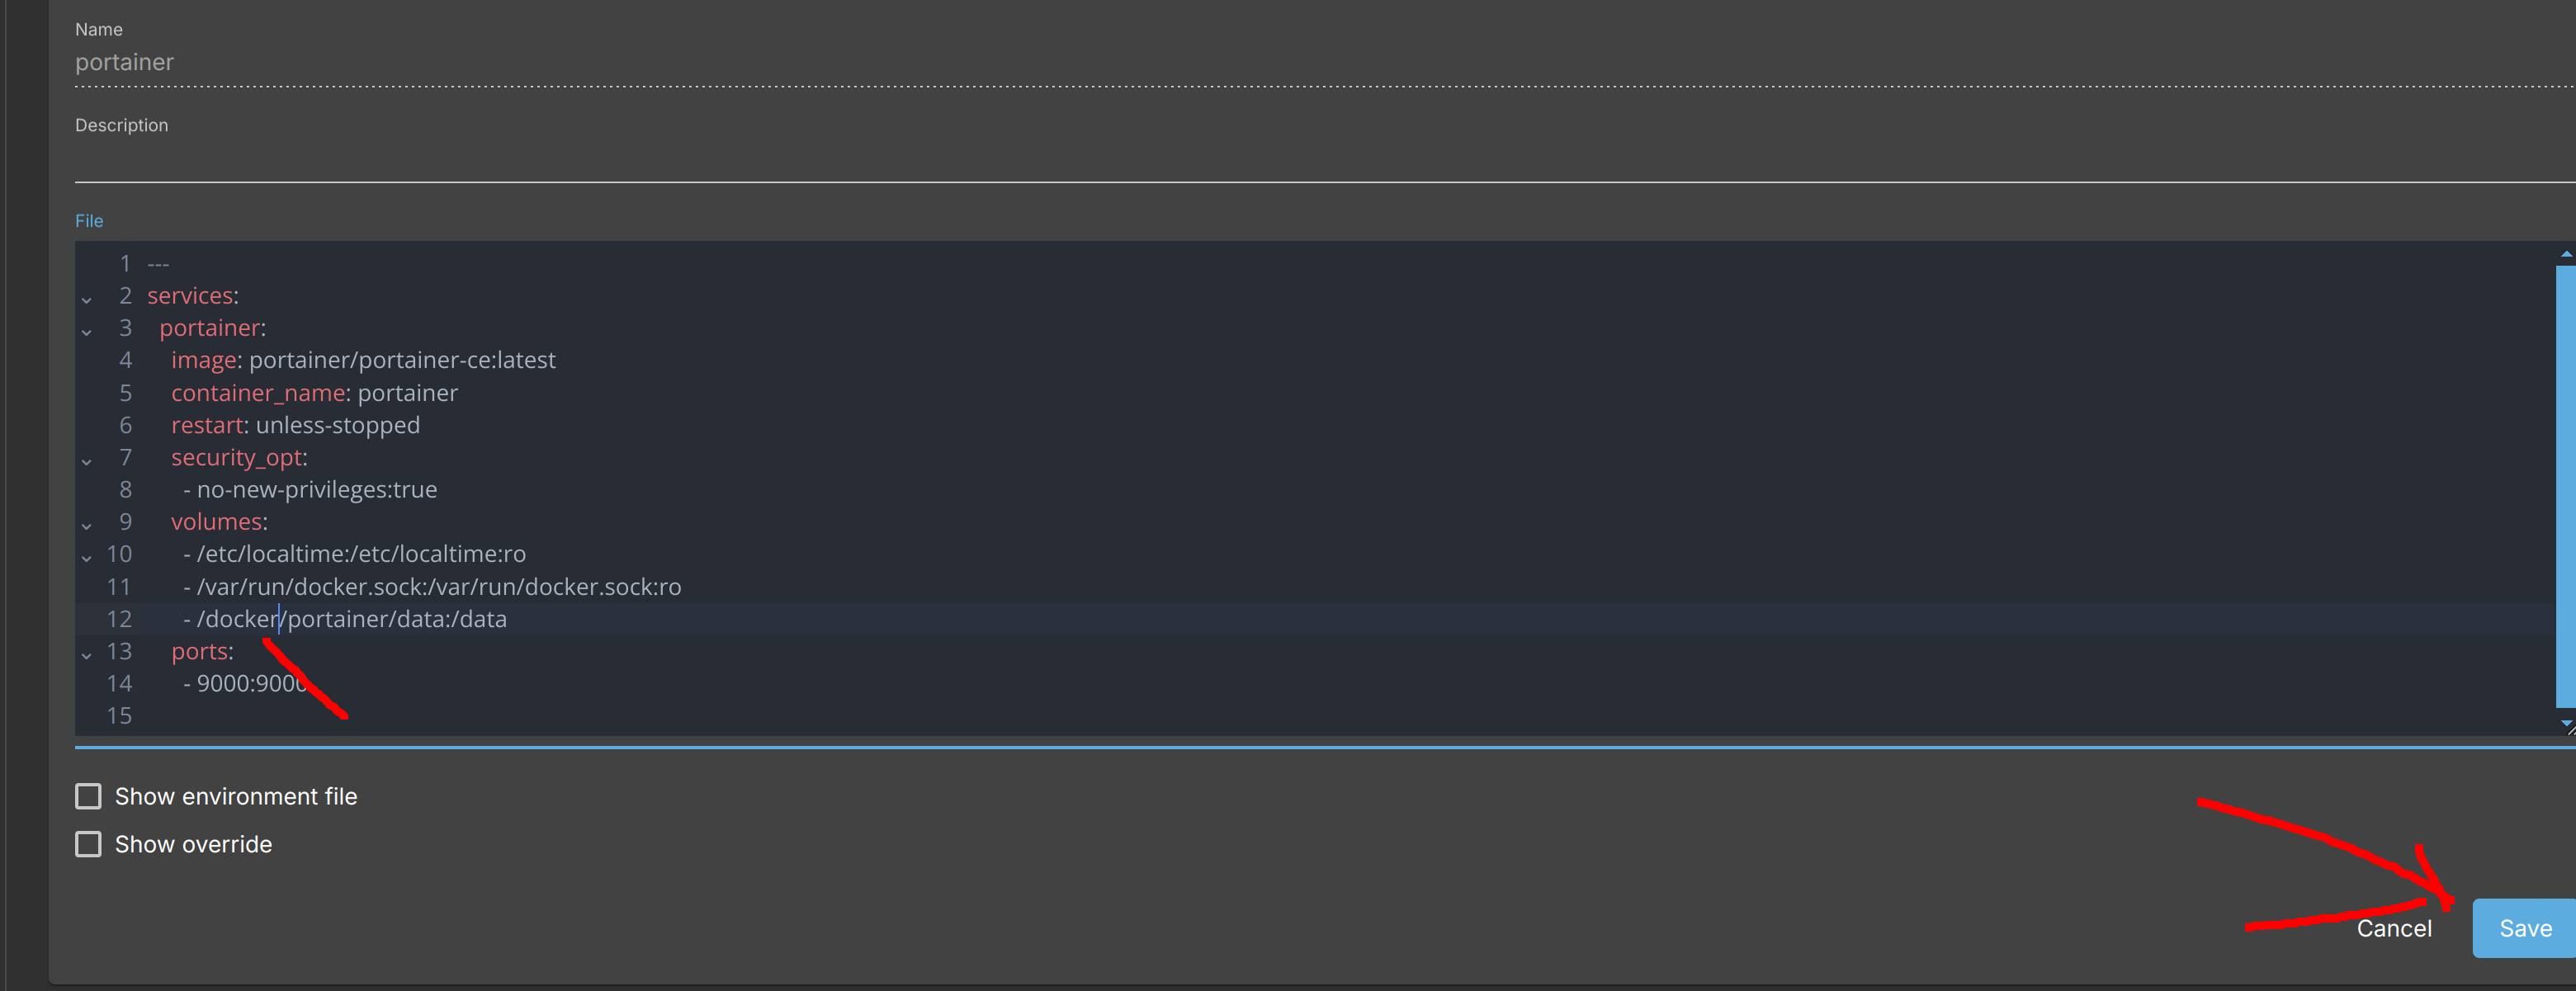 Name
portainer
Description
File
1 ---
2 services:
3 portainer:
4 image: portainer/portainer-ce:latest
5 container_name: portainer
6 restart: unless-stopped
7 security_opt:
8 - no-new-privileges:true
9 volumes:
10 - /etc/localtime:/etc/localtime:ro
11 - /var/run/docker.sock:/var/run/docker.sock:ro
12 - /docker/portainer/data:/data
13 ports:
14 - 9000:9000
15
Show environment file
Show override
Cancel
Save